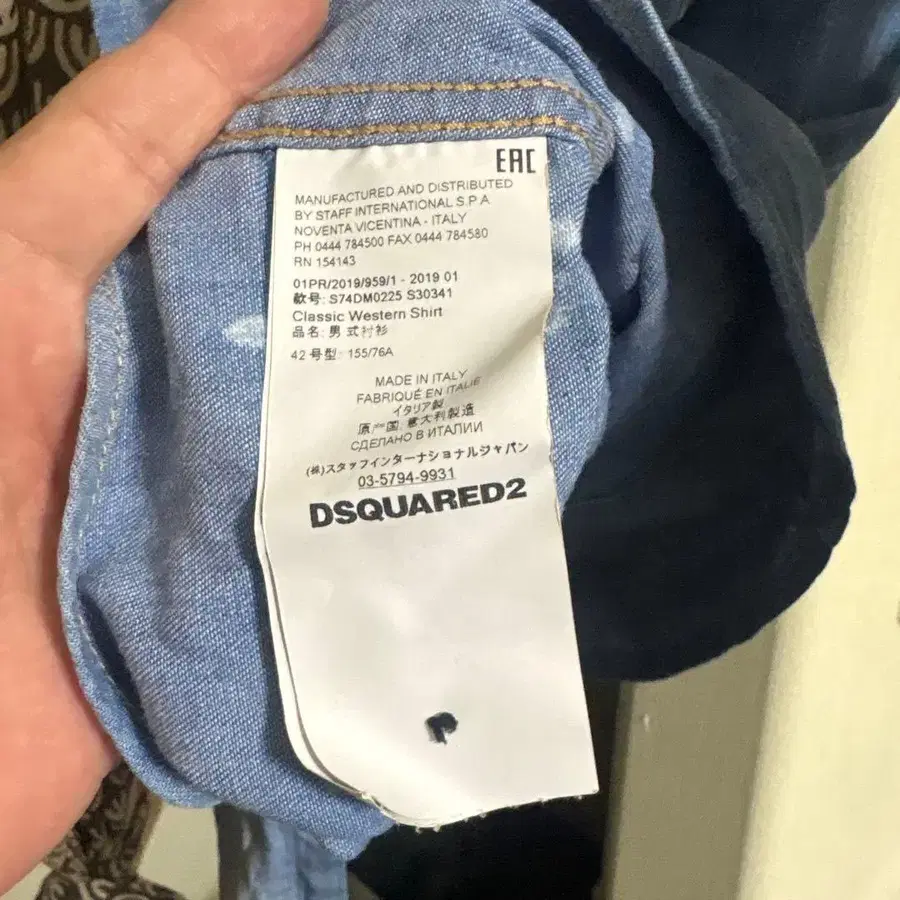 EAC
MANUFACTURED AND DISTRIBUTED
BY STAFF INTERNATIONAL S.P.A
NOVENTA VICENTINA - ITALY
PH 0444 784500 FAX 0444 784580
RN 154143
01PR/2019/959/1 - 2019 01
款号: S74DM0225 S30341
Classic Western Shirt
品名: 男 式衬衫
42 号型: 155/76A
MADE IN ITALY
FABRIQUÉ EN ITALIE
イタリア製
原产国: 意大利製造
СДЕЛАНО В ИТАЛИИ
(株)スタッフインターナショナルジャパン
03-5794-9931
DSQUARED2
P